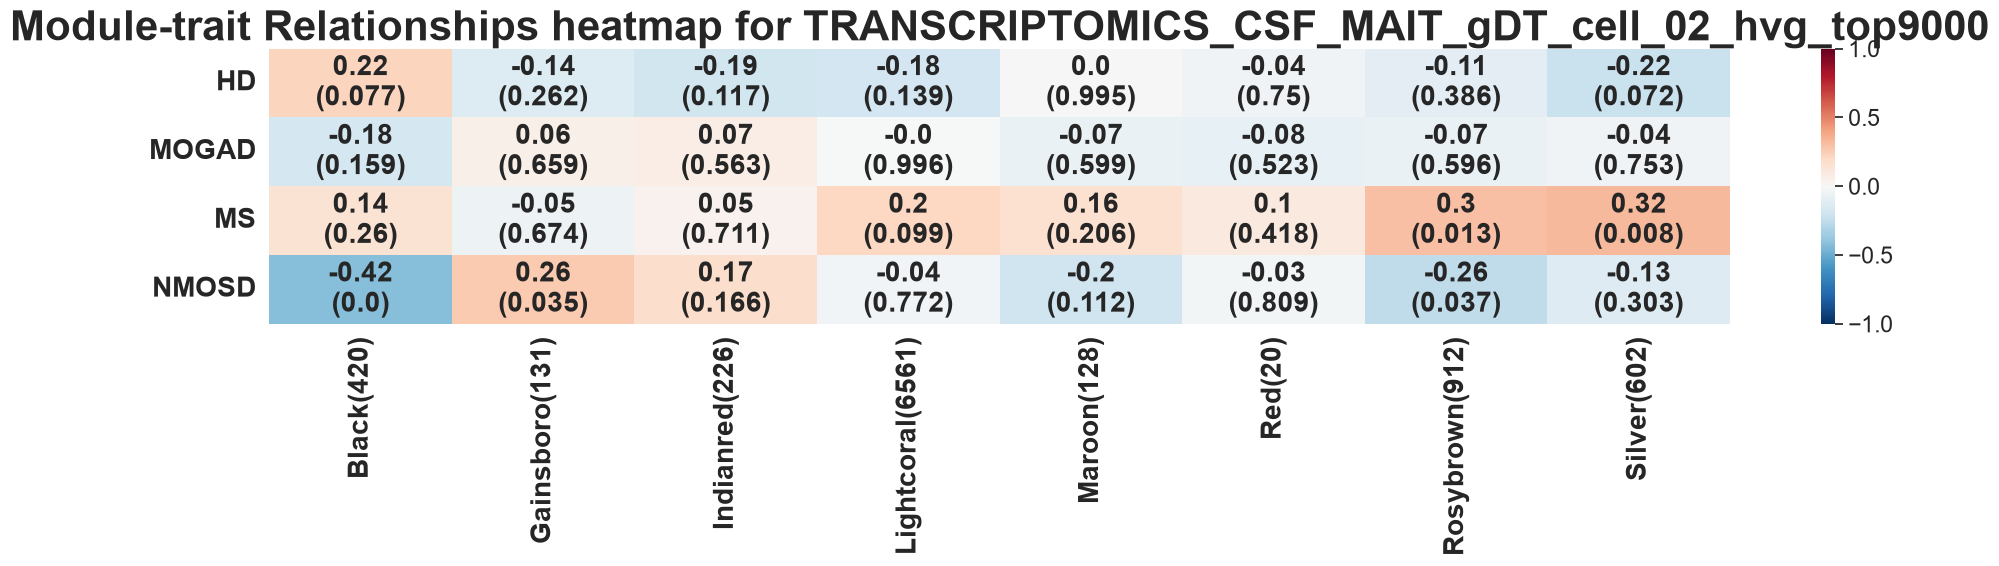 Module-trait Relationships heatmap for TRANSCRIPTOMICS_CSF_MAIT_gDT_cell_02_hvg_top9000
HD 0.22 -0.14 -0.19 -0.18 0.0 -0.04 -0.11 -0.22
(0.077) (0.262) (0.117) (0.139) (0.995) (0.75) (0.386) (0.072)
MOGAD -0.18 0.06 0.07 -0.0 -0.07 -0.08 -0.07 -0.04
(0.159) (0.659) (0.563) (0.996) (0.599) (0.523) (0.596) (0.753)
MS 0.14 -0.05 0.05 0.2 0.16 0.1 0.3 0.32
(0.26) (0.674) (0.711) (0.099) (0.206) (0.418) (0.013) (0.008)
NMOSD -0.42 0.26 0.17 -0.04 -0.2 -0.03 -0.26 -0.13
(0.0) (0.035) (0.166) (0.772) (0.112) (0.809) (0.037) (0.303)
Black(420)
Gainsboro(131)
Indianred(226)
Lightcoral(6561)
Maroon(128)
Red(20)
Rosybrown(912)
Silver(602)
1.0
0.5
0.0
−0.5
−1.0